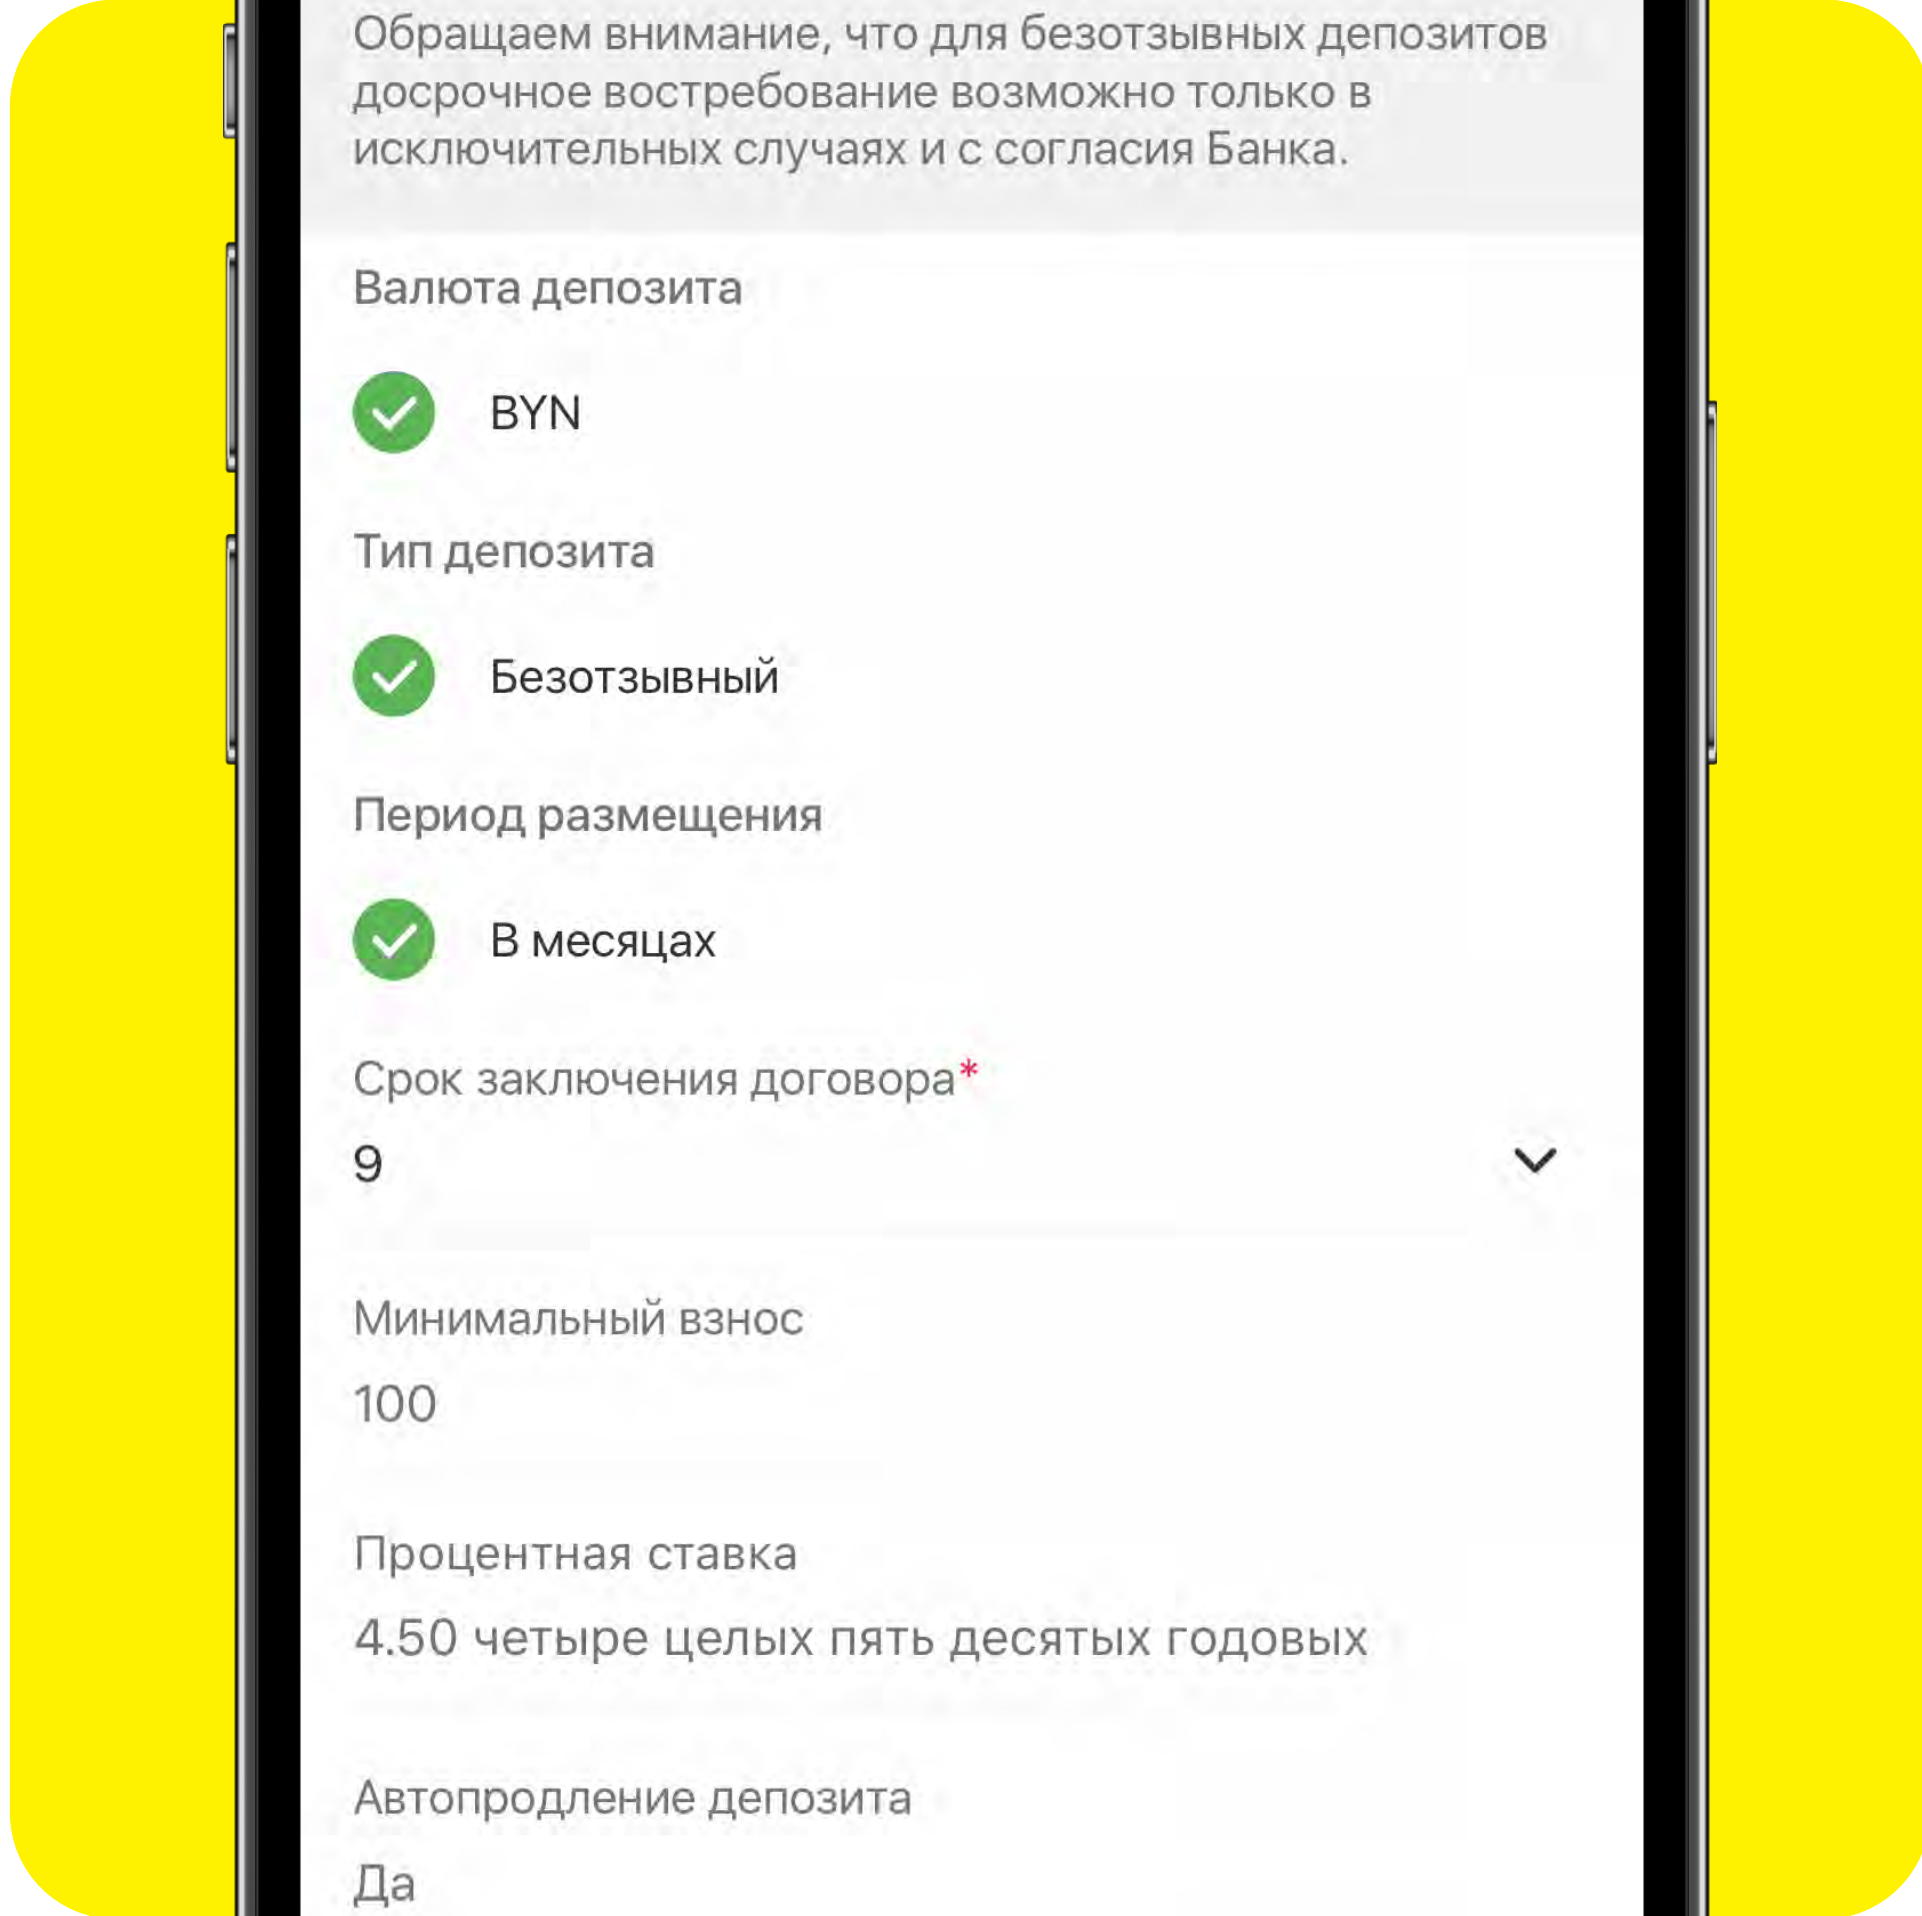 Обращаем внимание, что для безотзывных депозитов
досрочное востребование возможно только в
исключительных случаях и с согласия Банка.
Валюта депозита
BYN
Тип депозита
Безотзывный
Период размещения
В месяцах
Срок заключения договора*
9
Минимальный взнос
100
Процентная ставка
4.50 четыре целых пять десятых годовых
Автопродление депозита
Да